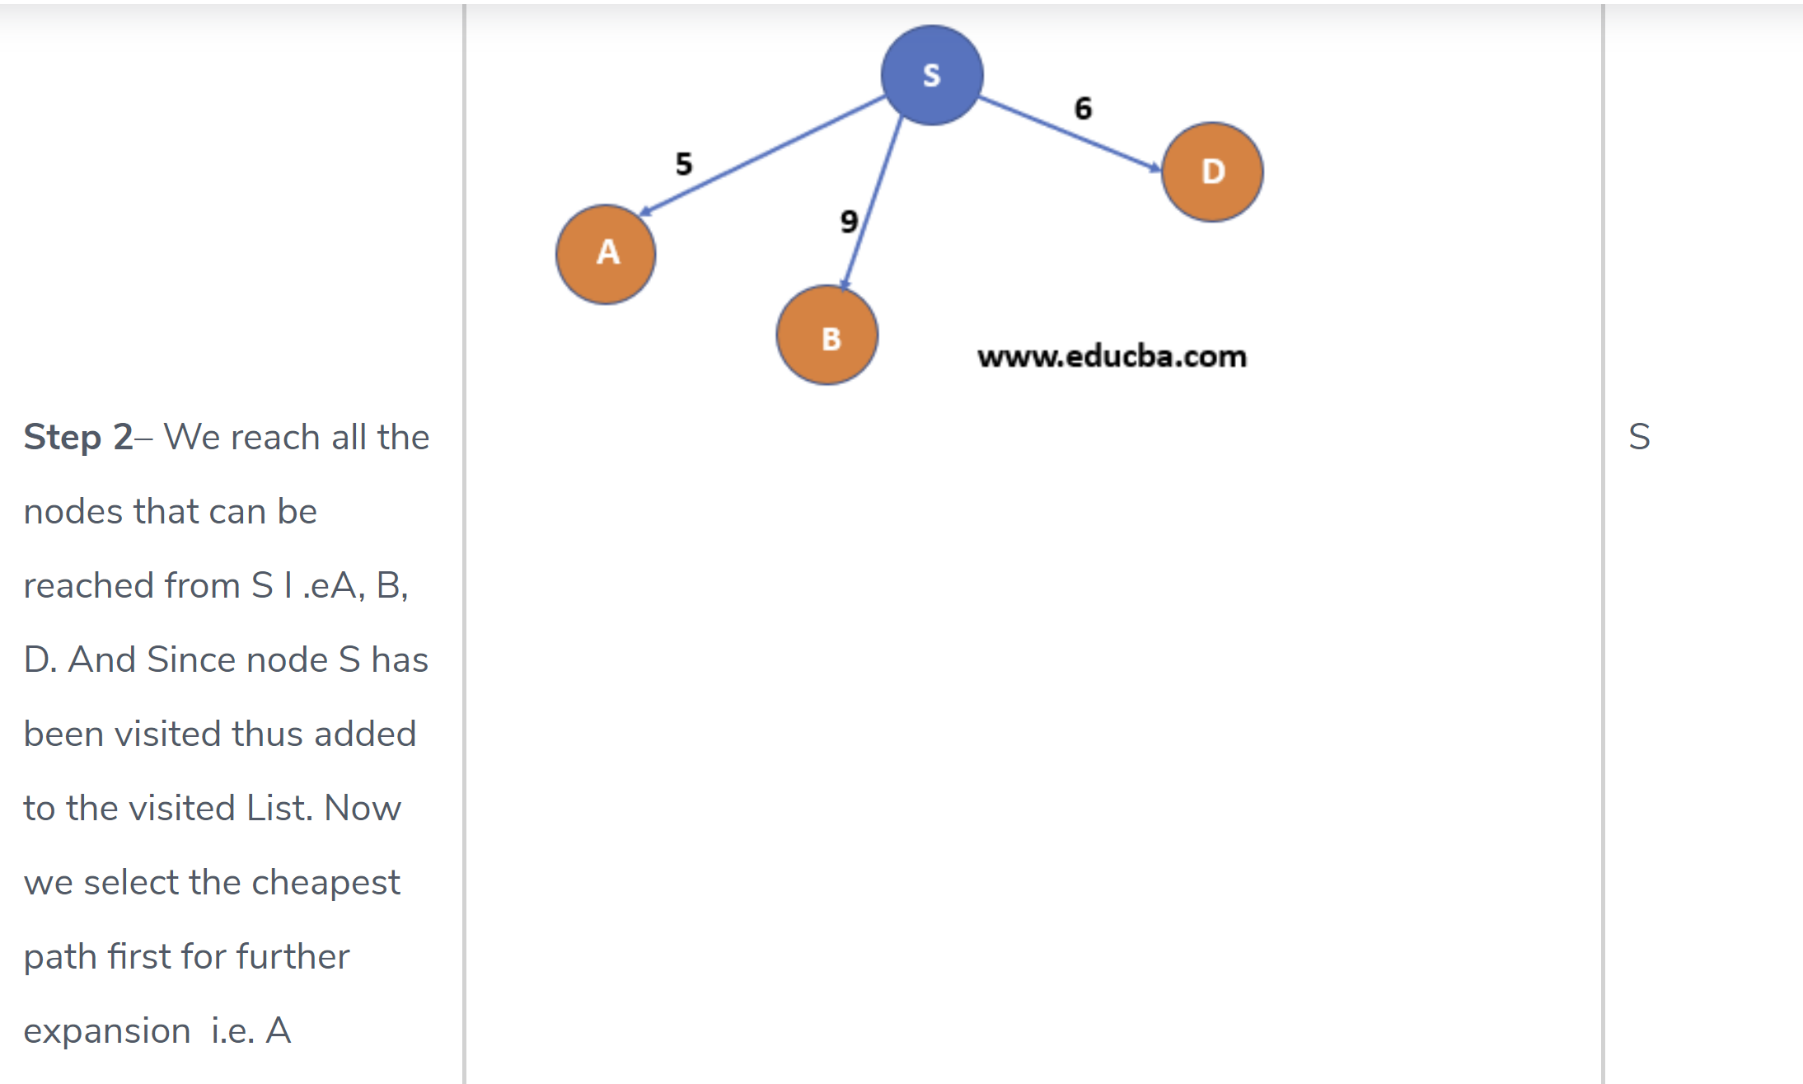 S
6
5
D
9
A
B
www.educba.com
Step 2– We reach all the
nodes that can be
reached from S I .eA, B,
D. And Since node S has
been visited thus added
to the visited List. Now
we select the cheapest
path first for further
expansion  i.e. A
S